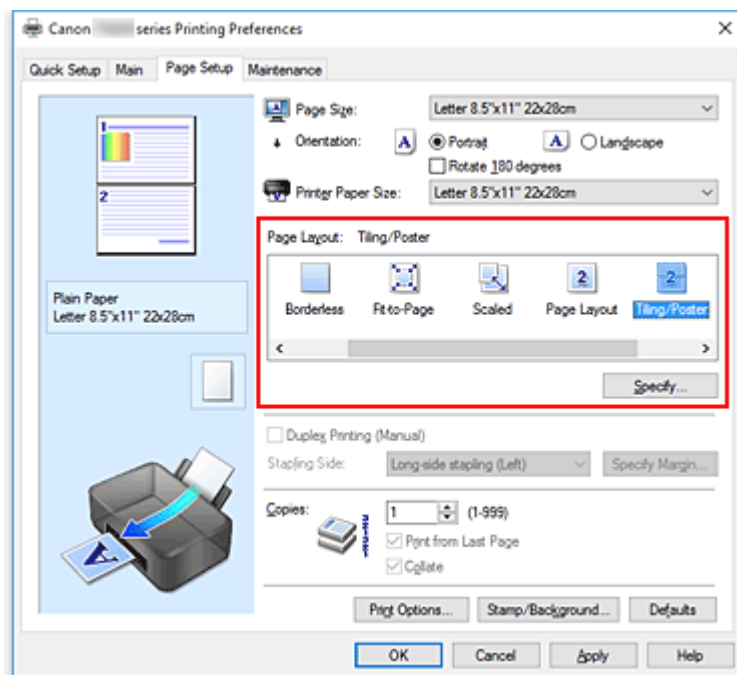 Canon series Printing Preferences
Quick Setup Main Page Setup Maintenance
1
2
Plain Paper
Letter 8.5"x11" 22x28cm
Page Size: Letter 8.5"x11" 22x28cm
Orientation: A Portrait A Landscape
Rotate 180 degrees
Printer Paper Size: Letter 8.5"x11" 22x28cm
Page Layout: Tiling/Poster
2 2
Borderless Fit-to-Page Scaled Page Layout Tiling/Poster
Specify...
Duplex Printing (Manual)
Stapling Side: Long-side stapling (Left) Specify Margin...
Copies: 1 (1-999)
Print from Last Page
Collate
A
Print Options... Stamp/Background... Defaults
OK Cancel Apply Help